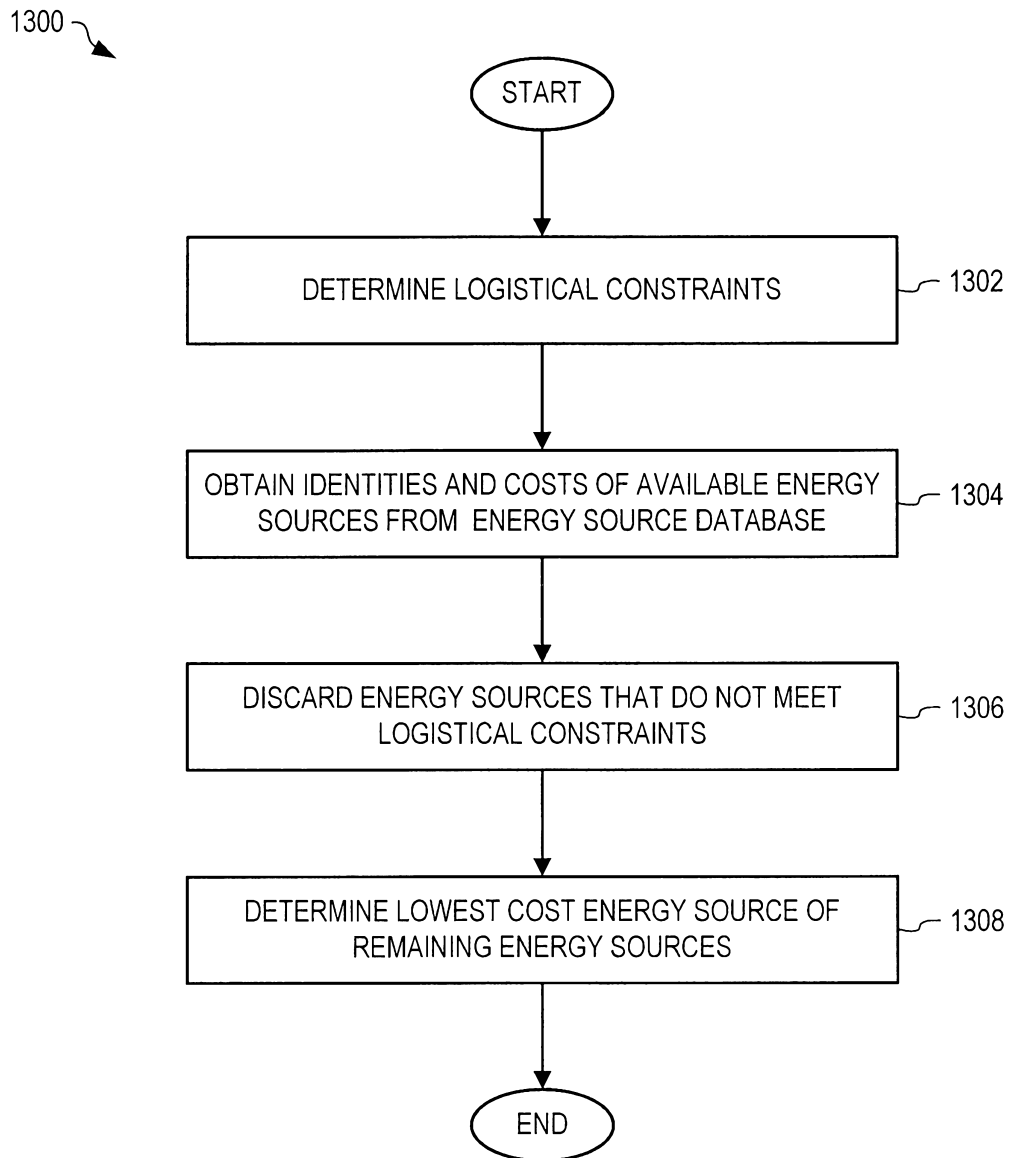 1300
START
DETERMINE LOGISTICAL CONSTRAINTS
1302
OBTAIN IDENTITIES AND COSTS OF AVAILABLE ENERGY
SOURCES FROM ENERGY SOURCE DATABASE
1304
DISCARD ENERGY SOURCES THAT DO NOT MEET
LOGISTICAL CONSTRAINTS
1306
DETERMINE LOWEST COST ENERGY SOURCE OF
REMAINING ENERGY SOURCES
1308
END